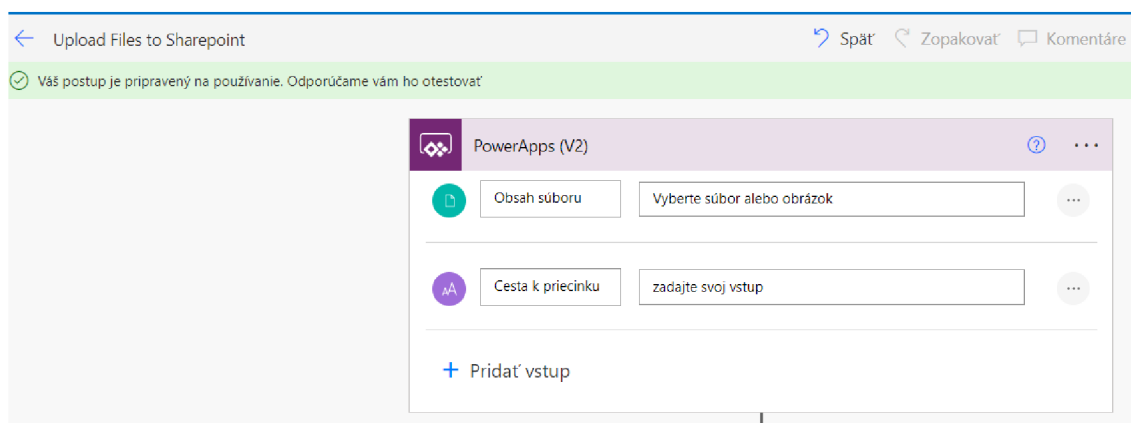 Upload Files to Sharepoint
Späť
Zopakovať
Komentáre
Váš postup je pripravený na používanie. Odporúčame vám ho otestovať
PowerApps (V2)
Obsah súboru
Vyberte súbor alebo obrázok
AA
Cesta k priecinku
zadajte svoj vstup
Pridať vstup